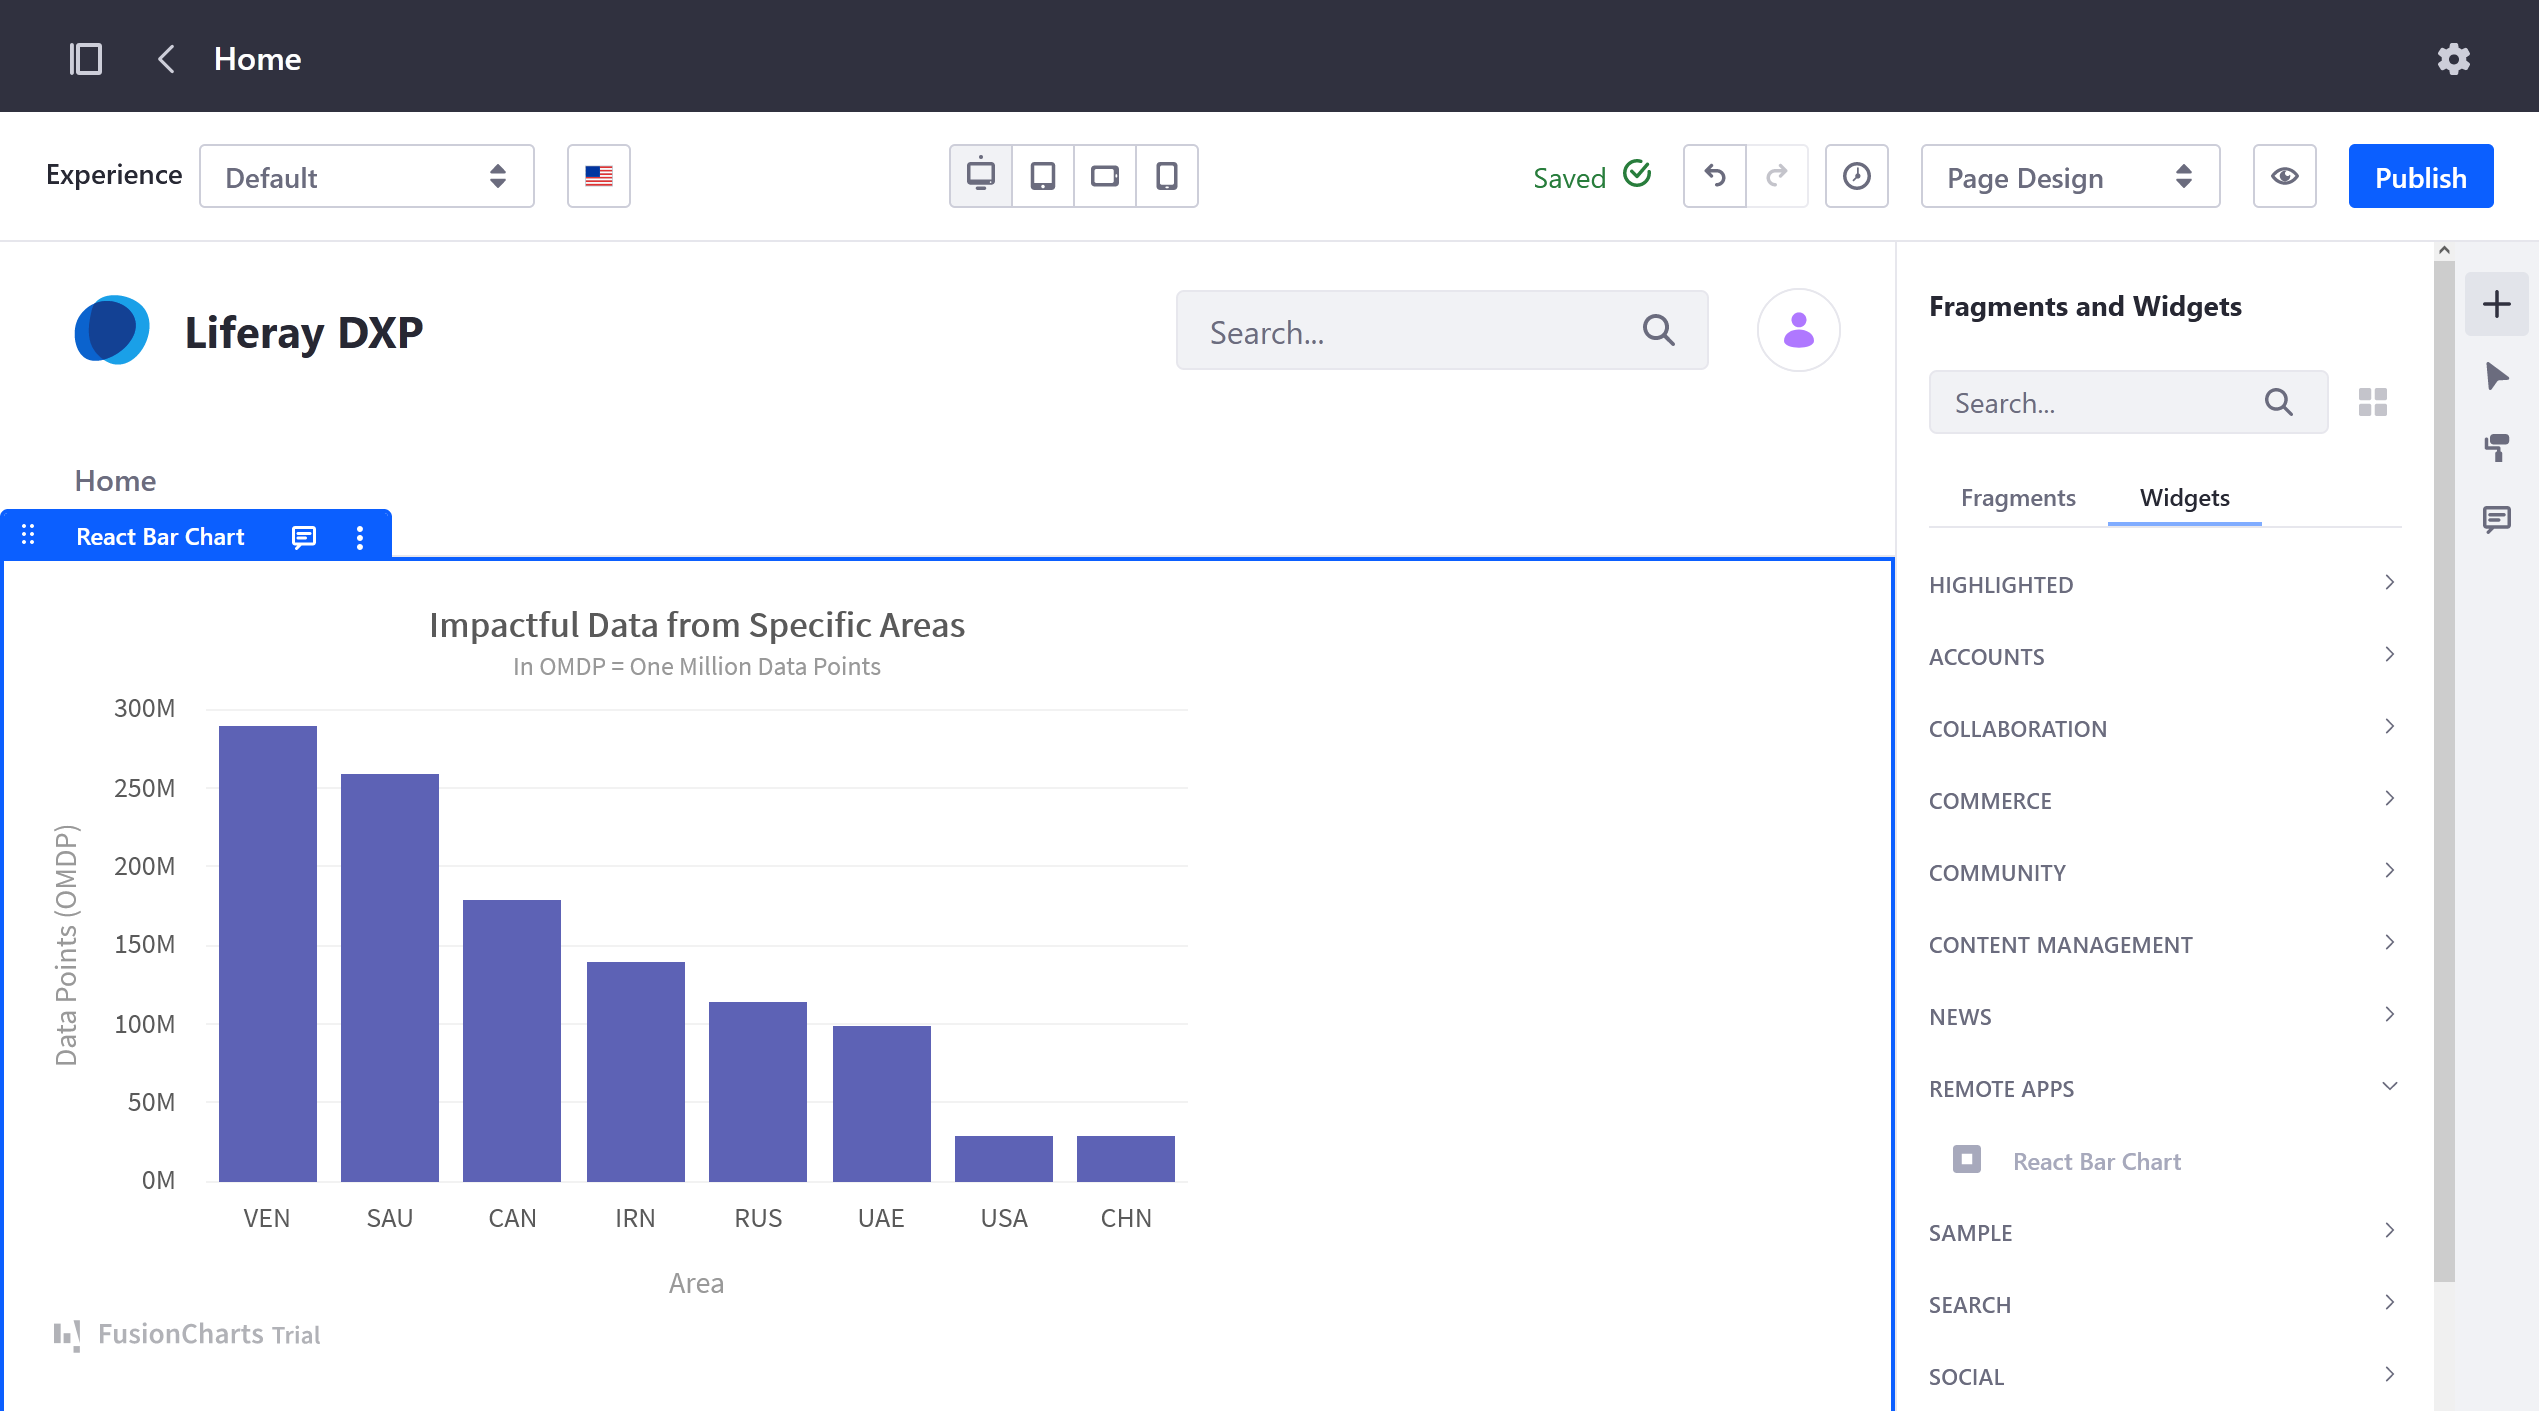 Home
Experience
Default
Saved
Page Design
Publish
Liferay DXP
Search...
Home
React Bar Chart
Impactful Data from Specific Areas
In OMDP = One Million Data Points
Data Points (OMDP)
300M
250M
200M
150M
100M
50M
0M
VEN SAU CAN IRN RUS UAE USA CHN
Area
FusionCharts Trial
Fragments and Widgets
Search...
Fragments Widgets
HIGHLIGHTED
ACCOUNTS
COLLABORATION
COMMERCE
COMMUNITY
CONTENT MANAGEMENT
NEWS
REMOTE APPS
React Bar Chart
SAMPLE
SEARCH
SOCIAL